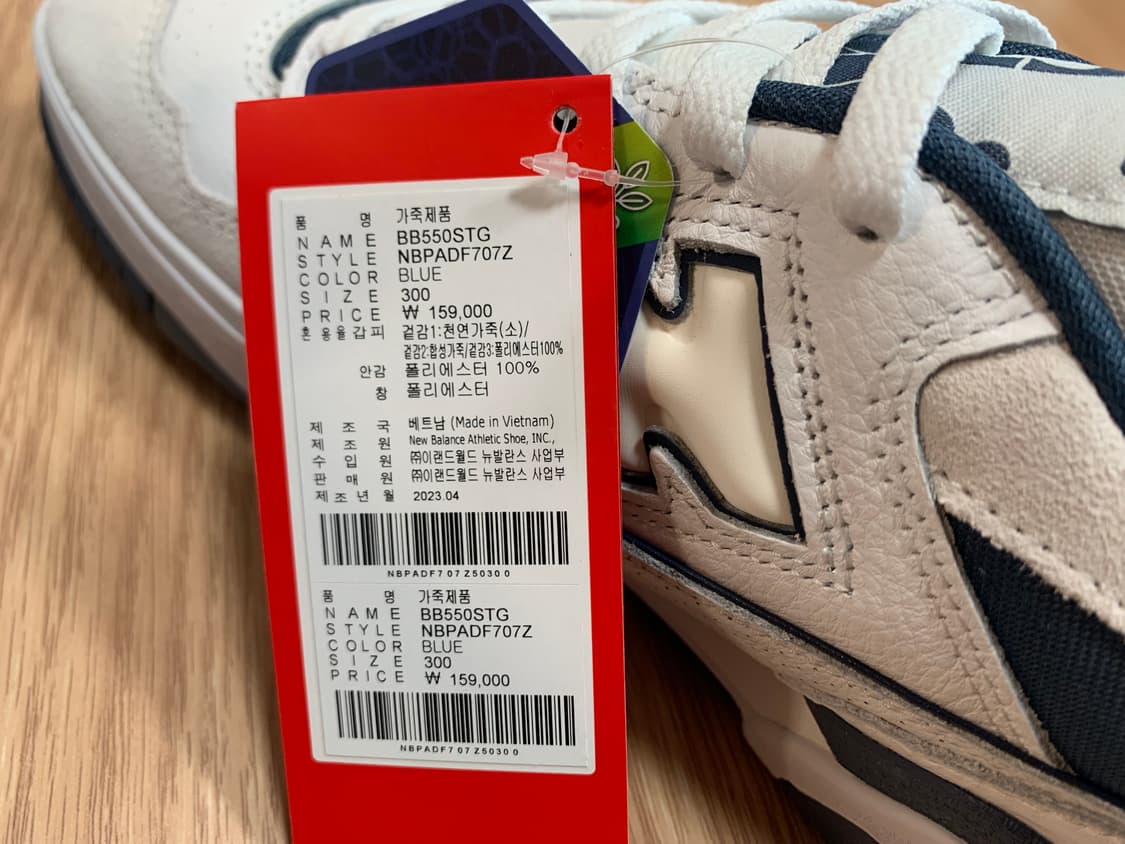 품 명 가죽제품
NAME BB550STG
STYLE NBPADF707Z
COLOR BLUE
SIZE 300
PRICE ₩ 159,000
혼용율 갑피 겉감1:천연가죽(소)/
겉감2:합성가죽/겉감3:폴리에스터100%
안감 폴리에스터 100%
창 폴리에스터
제 조 국 베트남 (Made in Vietnam)
제 조 원 New Balance Athletic Shoe, INC.,
수 입 원 ㈜이랜드월드 뉴발란스 사업부
판 매 원 ㈜이랜드월드 뉴발란스 사업부
제 조 년 월 2023.04
NBPADF707Z50300
품 명 가죽제품
NAME BB550STG
STYLE NBPADF707Z
COLOR BLUE
SIZE 300
PRICE ₩ 159,000
NBPADF707Z50300